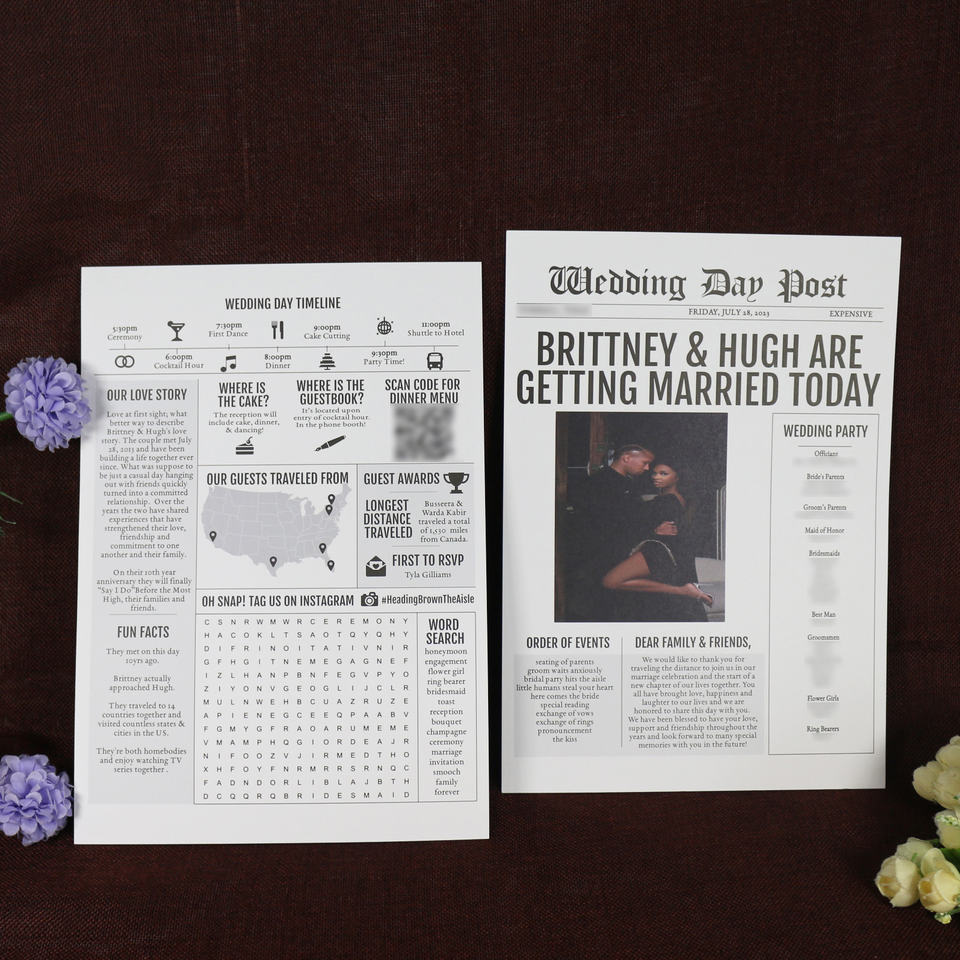 WEDDING DAY TIMELINE
5:30pm
Ceremony
7:30pm
First Dance
9:00pm
Cake Cutting
11:00pm
Shuttle to Hotel
6:00pm
Cocktail Hour
8:00pm
Dinner
9:30pm
Party Time!
OUR LOVE STORY
Love at first sight; what
better way to describe
Brittney & Hugh's love
story. The couple met July
28, 2013 and have been
building a life together ever
since. What was suppose to
be just a casual day hanging
out with friends quickly
turned into a committed
relationship. Over the
years the two have shared
experiences that have
strengthened their love,
friendship and
commitment to one
another and their family.
On their 10th year
anniversary they will finally
"Say I Do"Before the Most
High, their families and
friends.
FUN FACTS
They met on this day
10yrs ago.
Brittney actually
approached Hugh.
They traveled to 14
countries together and
visited countless states &
cities in the US.
They're both homebodies
and enjoy watching TV
series together .
WHERE IS
THE CAKE?
The reception will
include cake, dinner,
& dancing!
WHERE IS THE
GUESTBOOK?
It's located upon
entry of cocktail hour.
In the phone booth!
SCAN CODE FOR
DINNER MENU
OUR GUESTS TRAVELED FROM
GUEST AWARDS
LONGEST
DISTANCE
TRAVELED
Busseera &
Warda Kabir
traveled a total
of 1,530 miles
from Canada.
FIRST TO RSVP
Tyla Gilliams
OH SNAP! TAG US ON INSTAGRAM #HeadingBrownTheAisle
C S N R W M W R C E R E M O N Y
H A C O K L T S A O T Q Y Q H Y
D I F R I N O I T A T I V N I R
G F H G I T N E M E G A G N E F
I Z L H A N P B N F E G V P Y O
Z I Y O N V G E O G L I J C L R
M U L N W E H B C U A Z R U Z E
A P I E N E G C E E Q P A A B V
F G M Y G F R A O A R U M E M E
V M A M P H Q G I O R D E A J R
N I F O O Z V J I R M E D T H O
X H F O Y F N R M R R S R N Q C
F A D N D O R L I B L A J B T H
D C Q Q R Q B R I D E S M A I D
WORD
SEARCH
honeymoon
engagement
flower girl
ring bearer
bridesmaid
toast
reception
bouquet
champagne
ceremony
marriage
invitation
smooch
family
forever
Wedding Day Post
FRIDAY, JULY 28, 2023
EXPENSIVE
BRITTNEY & HUGH ARE
GETTING MARRIED TODAY
WEDDING PARTY
Officiant
Bride's Parents
Groom's Parents
Maid of Honor
Bridesmaids
Best Man
Groomsmen
Flower Girls
Ring Bearers
ORDER OF EVENTS
seating of parents
groom waits anxiously
bridal party hits the aisle
little humans steal your heart
here comes the bride
special reading
exchange of vows
exchange of rings
pronouncement
the kiss
DEAR FAMILY & FRIENDS,
We would like to thank you for
traveling the distance to join us in our
marriage celebration and the start of a
new chapter of our lives together. You
all have brought love, happiness and
laughter to our lives and we are
honored to share this day with you.
We have been blessed to have your love,
support and friendship throughout the
years and look forward to many special
memories with you in the future!